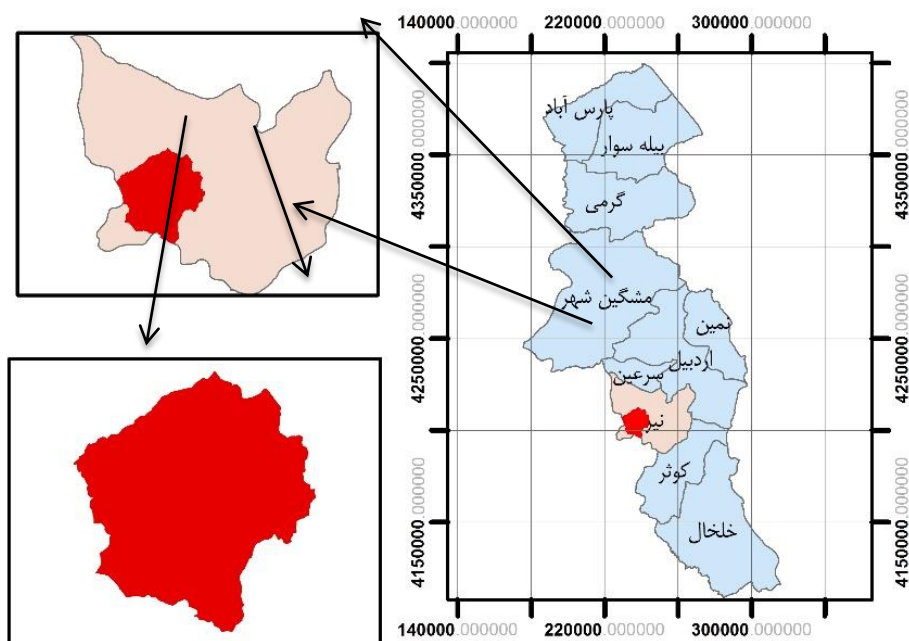 140000.000000 220000.000000 300000.000000
پارس آباد
بیله سوار
4350000.000000 4350000.000000
گرمی
مشگین شهر
نمین
اردبیل
4250000.000000 4250000.000000
سرعین
نیر
کوثر
خلخال
4150000.000000 4150000.000000
140000.000000 220000.000000 300000.000000